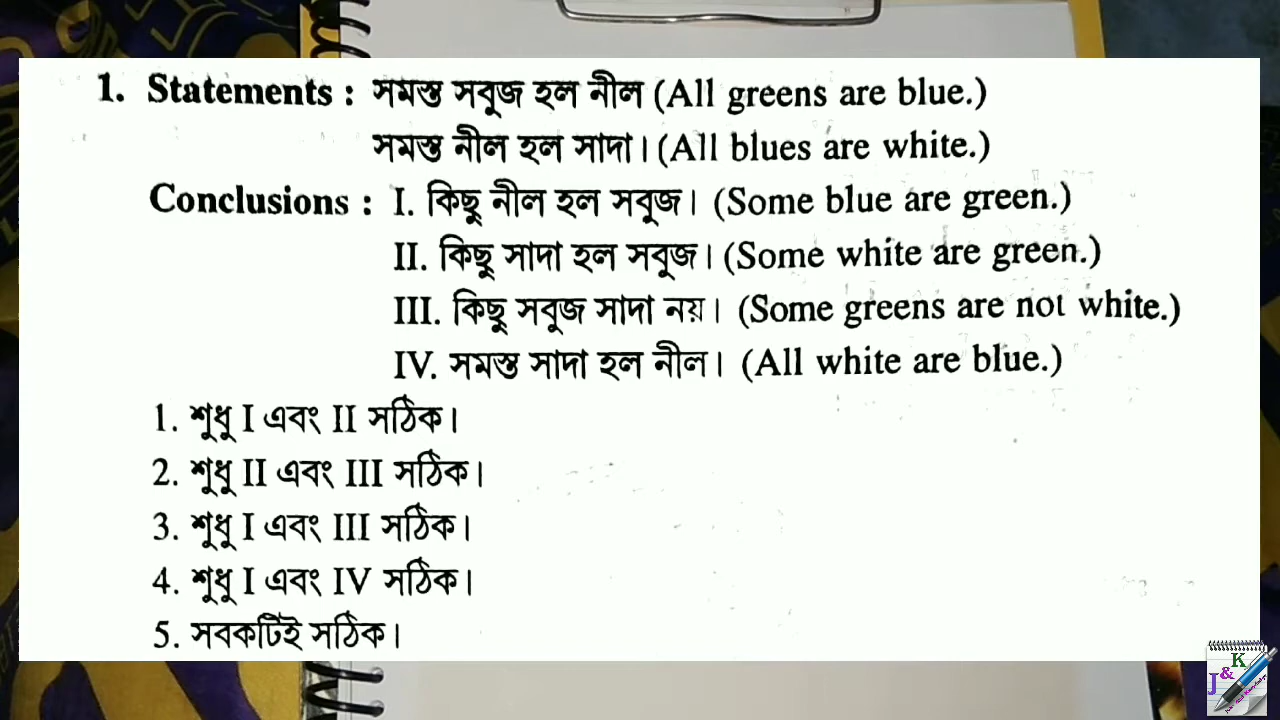 1. Statements : সমস্ত সবুজ হল নীল (All greens are blue.)
সমস্ত নীল হল সাদা। (All blues are white.)
Conclusions : I. কিছু নীল হল সবুজ। (Some blue are green.)
II. কিছু সাদা হল সবুজ। (Some white are green.)
III. কিছু সবুজ সাদা নয়। (Some greens are not white.)
IV. সমস্ত সাদা হল নীল। (All white are blue.)
1. শুধু I এবং II সঠিক।
2. শুধু II এবং III সঠিক।
3. শুধু I এবং III সঠিক।
4. শুধু I এবং IV সঠিক।
5. সবকটিই সঠিক।
J&K